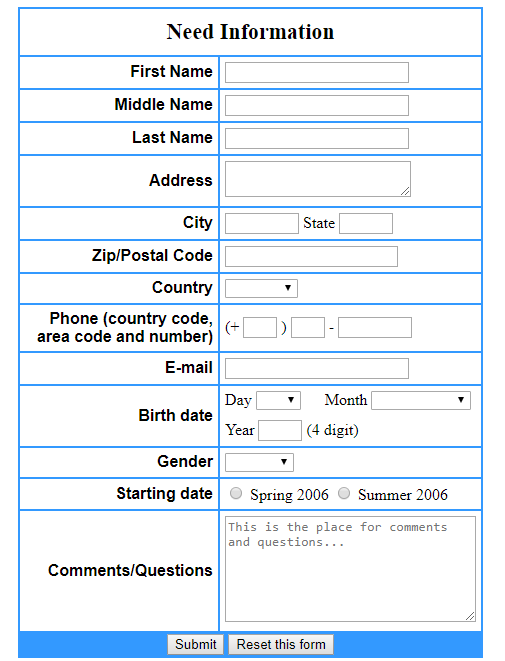 Need Information
First Name
Middle Name
Last Name
Address
City State
Zip/Postal Code
Country
Phone (country code,
area code and number) (+ ) -
E-mail
Birth date
Day Month
Year (4 digit)
Gender
Starting date Spring 2006 Summer 2006
Comments/Questions
This is the place for comments
and questions...
Submit Reset this form